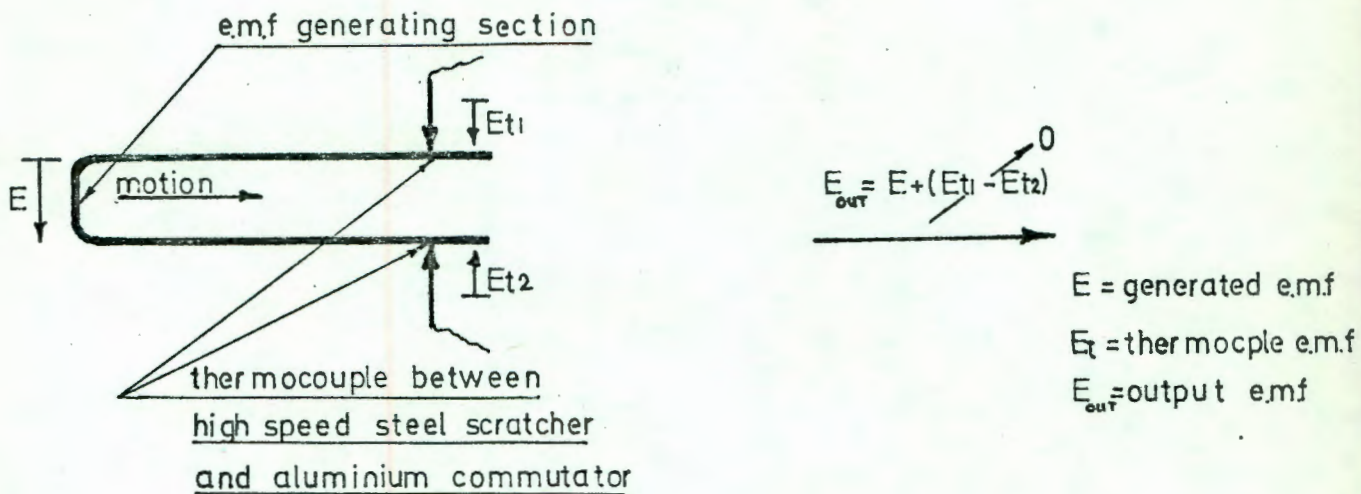 e.m.f generating section
Et1
E
motion
Et2
thermocouple between
high speed steel scratcher
and aluminium commutator
0
Eout= E+(Et1-Et2)
E = generated e.m.f
Et =thermocple e.m.f
Eout=output e.m.f